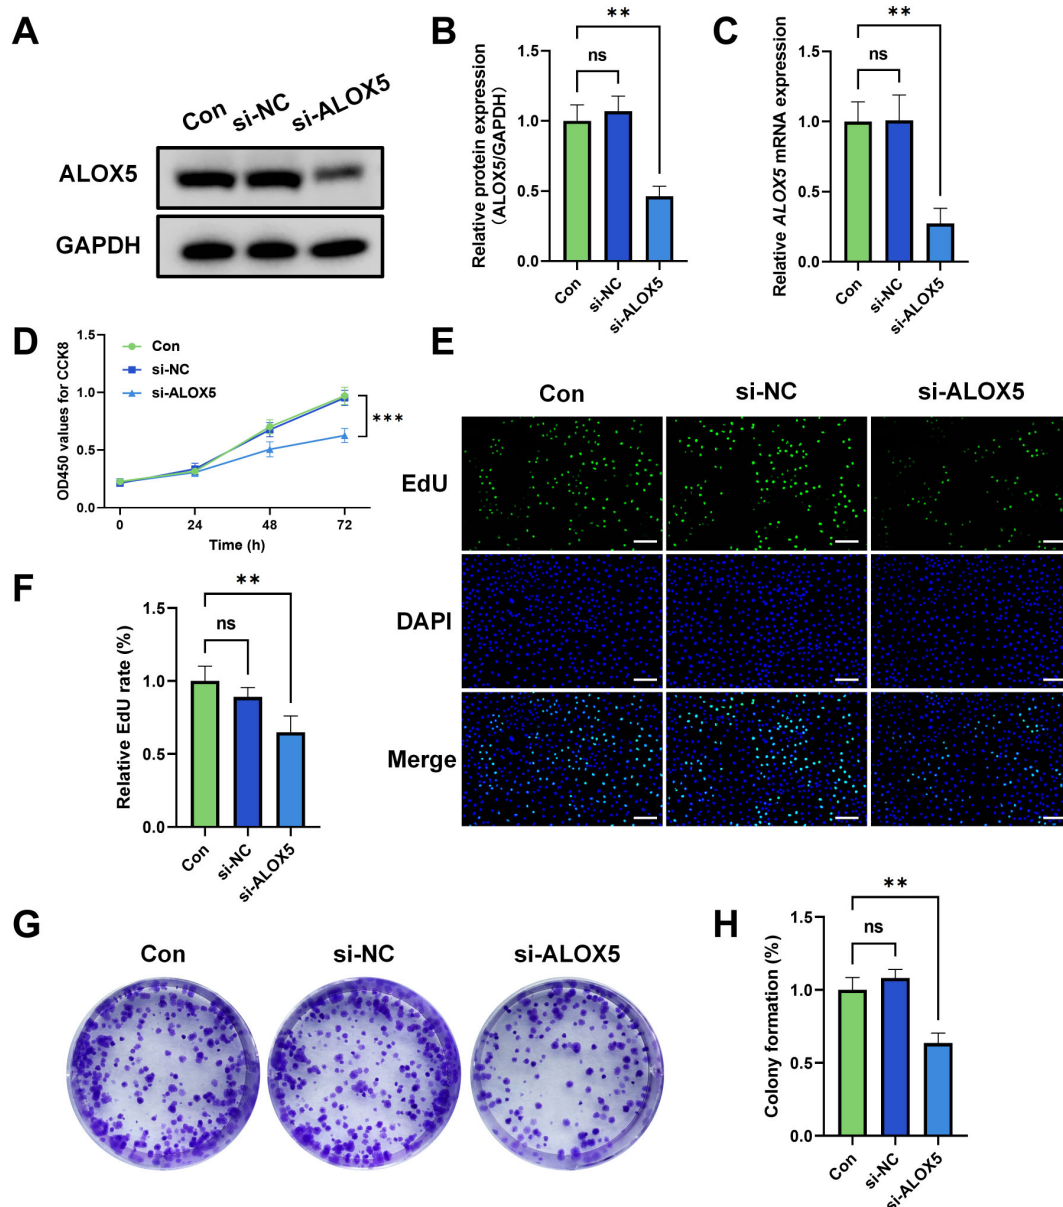 A
Con
si-NC
si-ALOX5
ALOX5
GAPDH
B
Relative protein expression
(ALOX5/GAPDH)
1.5
1.0
0.5
0.0
**
ns
Con
si-NC
si-ALOX5
C
Relative ALOX5 mRNA expression
1.5
1.0
0.5
0.0
**
ns
Con
si-NC
si-ALOX5
D
OD450 values for CCK8
1.5
1.0
0.5
0.0
Con
si-NC
si-ALOX5
***
0
24
48
72
Time (h)
E
Con
si-NC
si-ALOX5
EdU
DAPI
Merge
F
Relative EdU rate (%)
1.5
1.0
0.5
0.0
**
ns
Con
si-NC
si-ALOX5
G
Con
si-NC
si-ALOX5
H
Colony formation (%)
1.5
1.0
0.5
0.0
**
ns
Con
si-NC
si-ALOX5